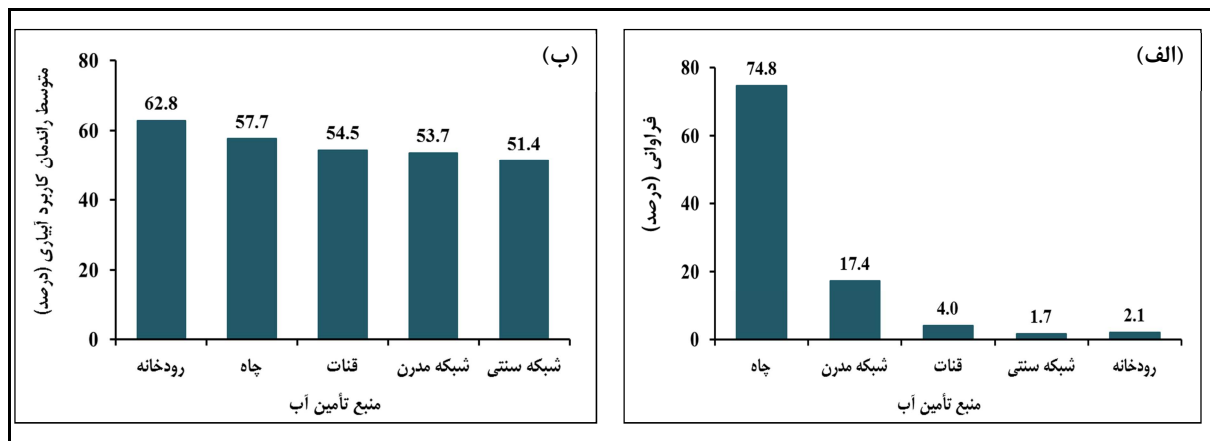 (الف)
فراوانی (درصد)
80
60
40
20
0
74.8
17.4
4.0
1.7
2.1
چاه
شبکه مدرن
قنات
شبکه سنتی
رودخانه
منبع تأمین آب
(ب)
متوسط راندمان کاربرد آبیاری (درصد)
80
60
40
20
0
62.8
57.7
54.5
53.7
51.4
رودخانه
چاه
قنات
شبکه مدرن
شبکه سنتی
منبع تأمین آب